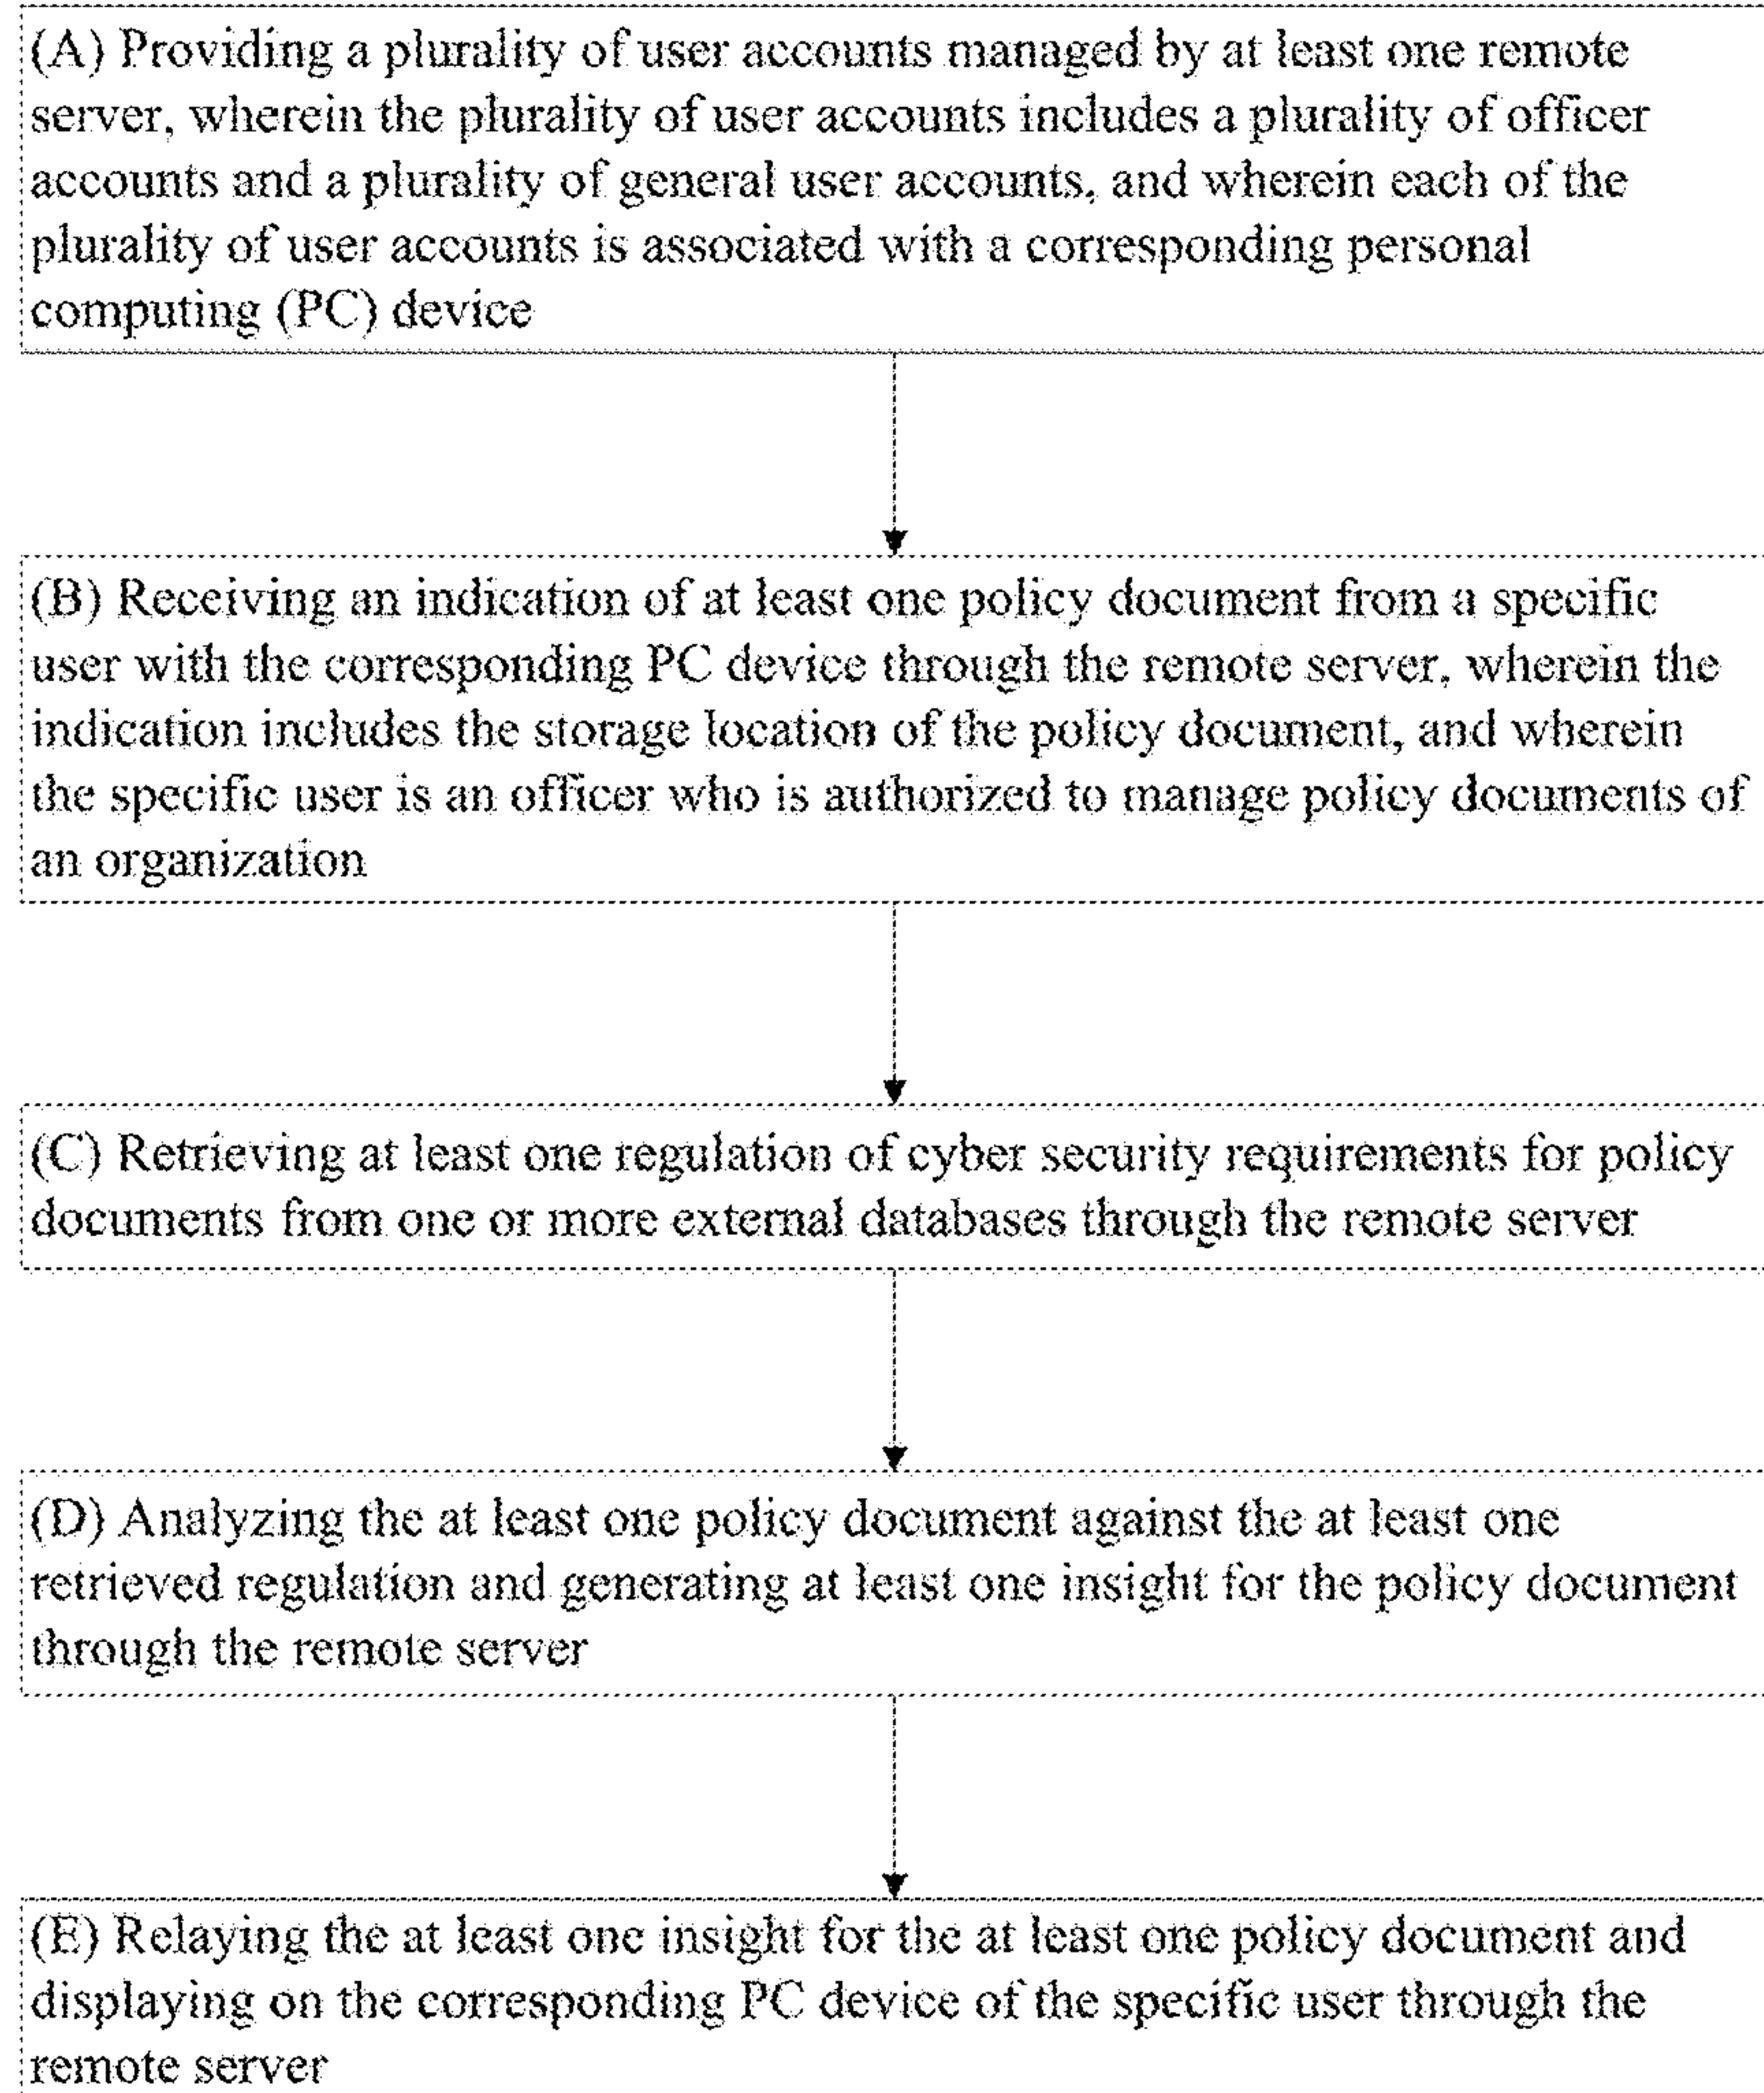 (A) Providing a plurality of user accounts managed by at least one remote
server, wherein the plurality of user accounts includes a plurality of officer
accounts and a plurality of general user accounts, and wherein each of the
plurality of user accounts is associated with a corresponding personal
computing (PC) device
(B) Receiving an indication of at least one policy document from a specific
user with the corresponding PC device through the remote server, wherein the
indication includes the storage location of the policy document, and wherein
the specific user is an officer who is authorized to manage policy documents of
an organization
(C) Retrieving at least one regulation of cyber security requirements for policy
documents from one or more external databases through the remote server
(D) Analyzing the at least one policy document against the at least one
retrieved regulation and generating at least one insight for the policy document
through the remote server
(E) Relaying the at least one insight for the at least one policy document and
displaying on the corresponding PC device of the specific user through the
remote server